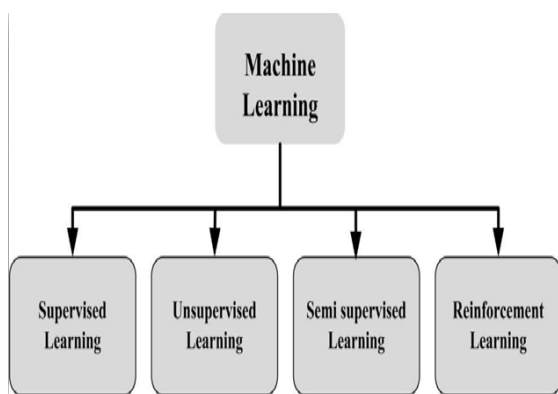 Machine
Learning
Supervised
Learning
Unsupervised
Learning
Semi supervised
Learning
Reinforcement
Learning